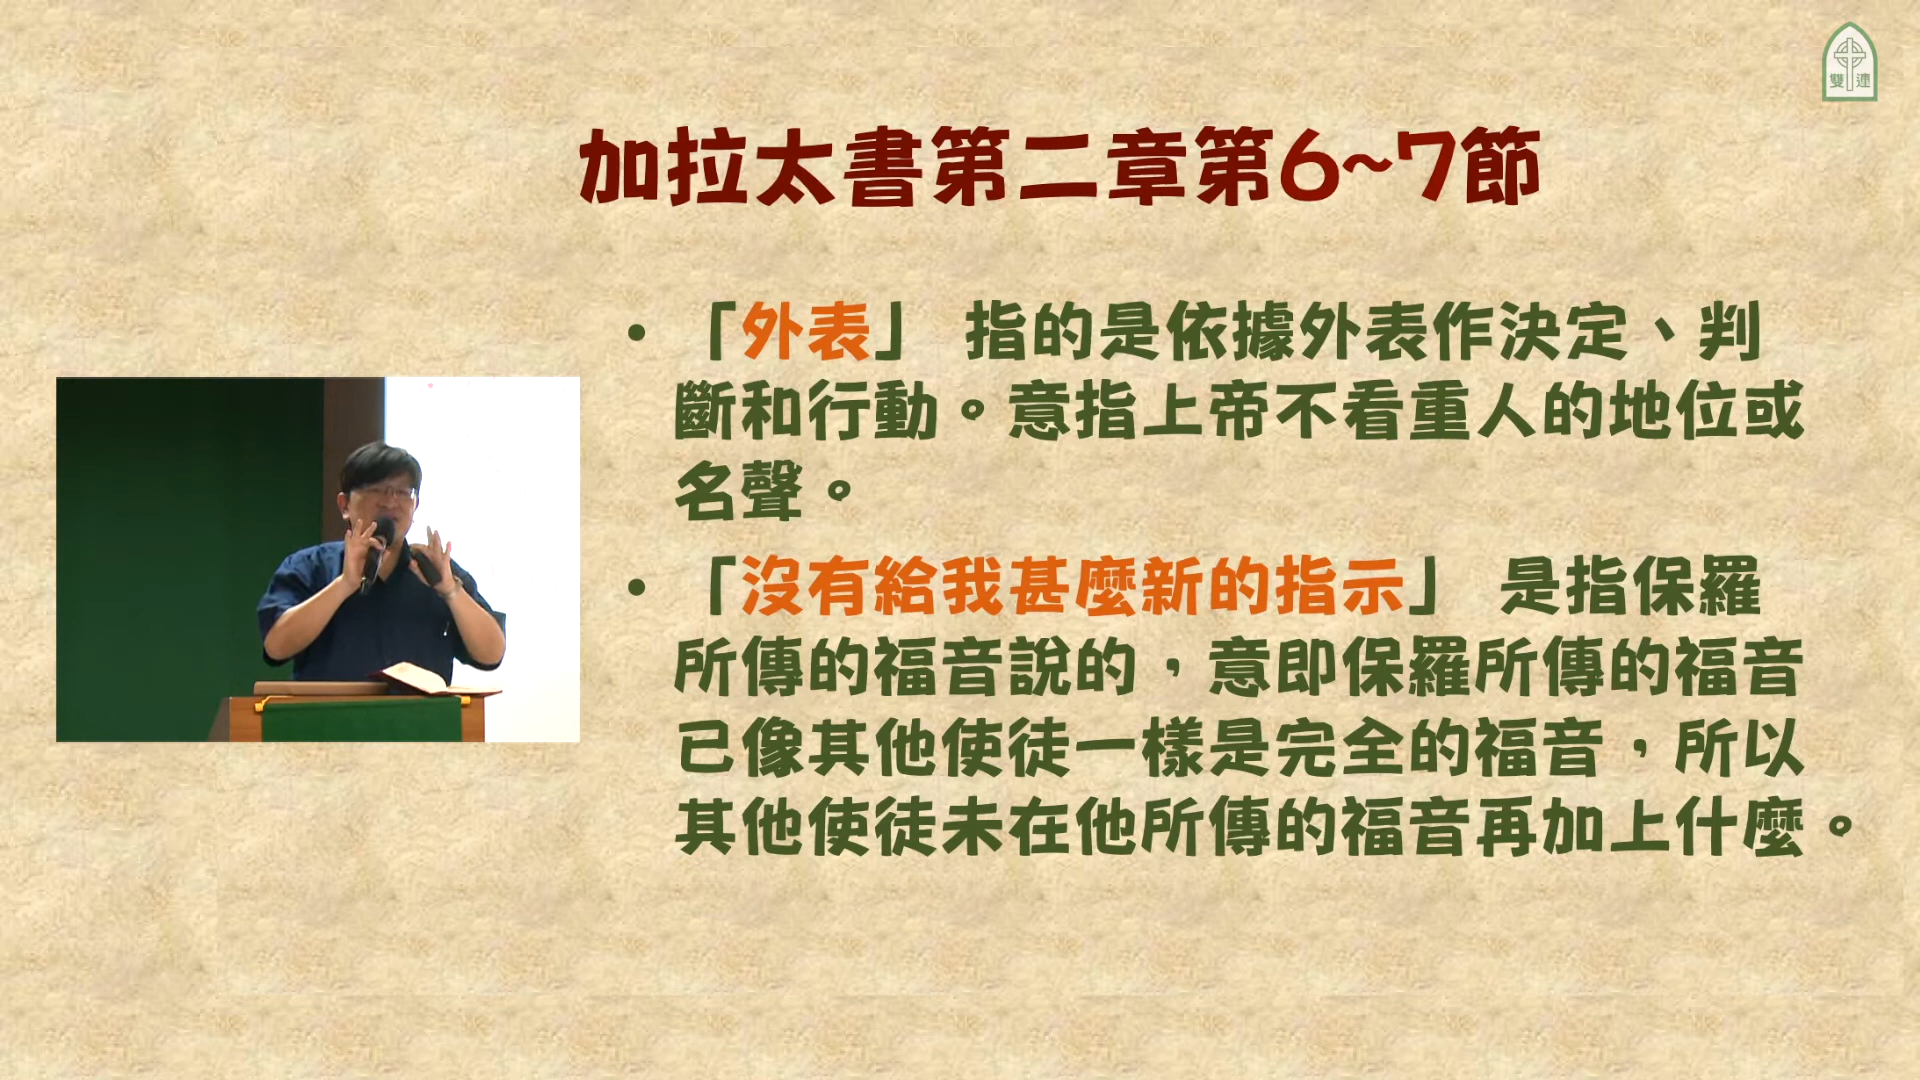 雙連
加拉太書第二章第6~7節
• 「外表」 指的是依據外表作決定、判
斷和行動。意指上帝不看重人的地位或
名聲。
• 「沒有給我甚麼新的指示」 是指保羅
所傳的福音說的，意即保羅所傳的福音
已像其他使徒一樣是完全的福音，所以
其他使徒未在他所傳的福音再加上什麼。